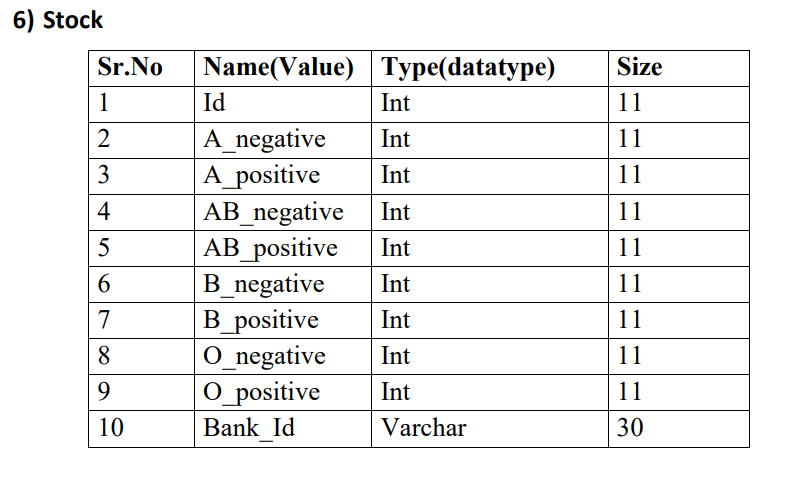 6) Stock
Sr.No Name(Value) Type(datatype) Size
1 Id Int 11
2 A_negative Int 11
3 A_positive Int 11
4 AB_negative Int 11
5 AB_positive Int 11
6 B_negative Int 11
7 B_positive Int 11
8 O_negative Int 11
9 O_positive Int 11
10 Bank_Id Varchar 30